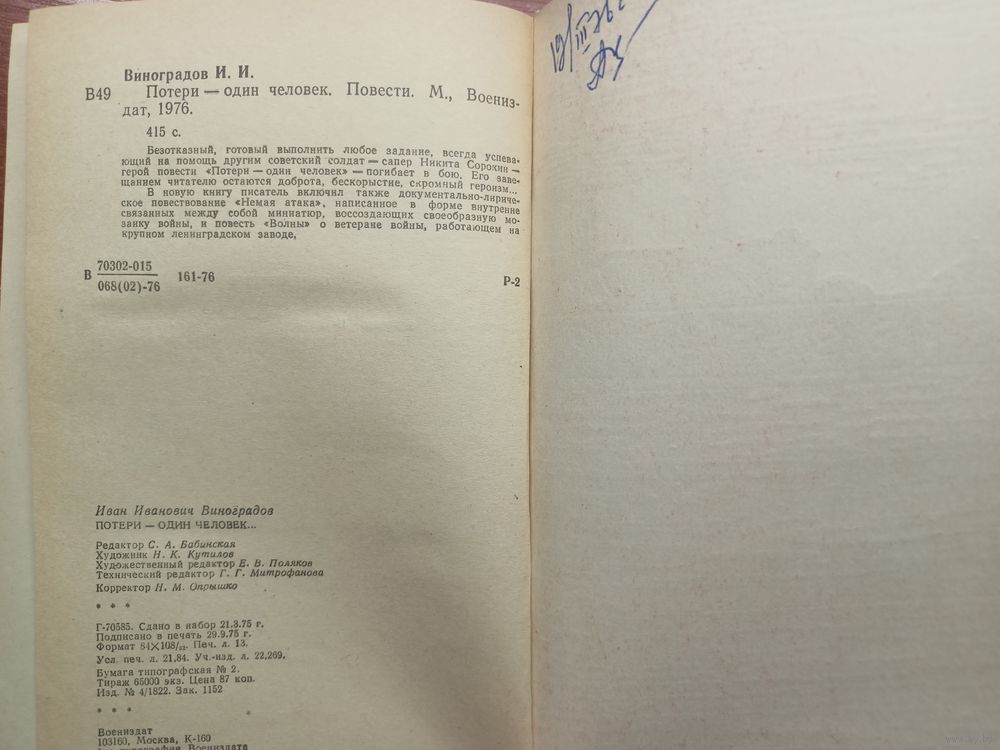 Виноградов И. И.
В49 Потери — один человек. Повести. М., Воениз-
дат, 1976.
415 с.
Безотказный, готовый выполнить любое задание, всегда успева-
ющий на помощь другим советский солдат — сапер Никита Сорокин —
герой повести «Потери — один человек» — погибает в бою. Его заве-
щанием читателю остаются доброта, бескорыстие, скромный героизм...
В новую книгу писатель включил также документально-лириче-
ское повествование «Немая атака», написанное в форме внутренне
связанных между собой миниатюр, воссоздающих своеобразную мо-
заику войны, и повесть «Волны» о ветеране войны, работающем на
крупном ленинградском заводе.
В 70302-015 161-76 Р-2
068(02)-76
Иван Иванович Виноградов
ПОТЕРИ — ОДИН ЧЕЛОВЕК...
Редактор С. А. Бабинская
Художник Н. К. Кутилов
Художественный редактор Е. В. Поляков
Технический редактор Г. Г. Митрофанова
Корректор Н. М. Опрышко
* * *
Г-70585. Сдано в набор 21.3.75 г.
Подписано в печать 29.9.75 г.
Формат 84×108/32. Печ. л. 13.
Усл. печ. л. 21,84. Уч.-изд. л. 22,269.
Бумага типографская № 2.
Тираж 65000 экз. Цена 87 коп.
Изд. № 4/1822. Зак. 1152
* * *
Воениздат
103160, Москва, К-160
типография Воениздата
19/III 76г